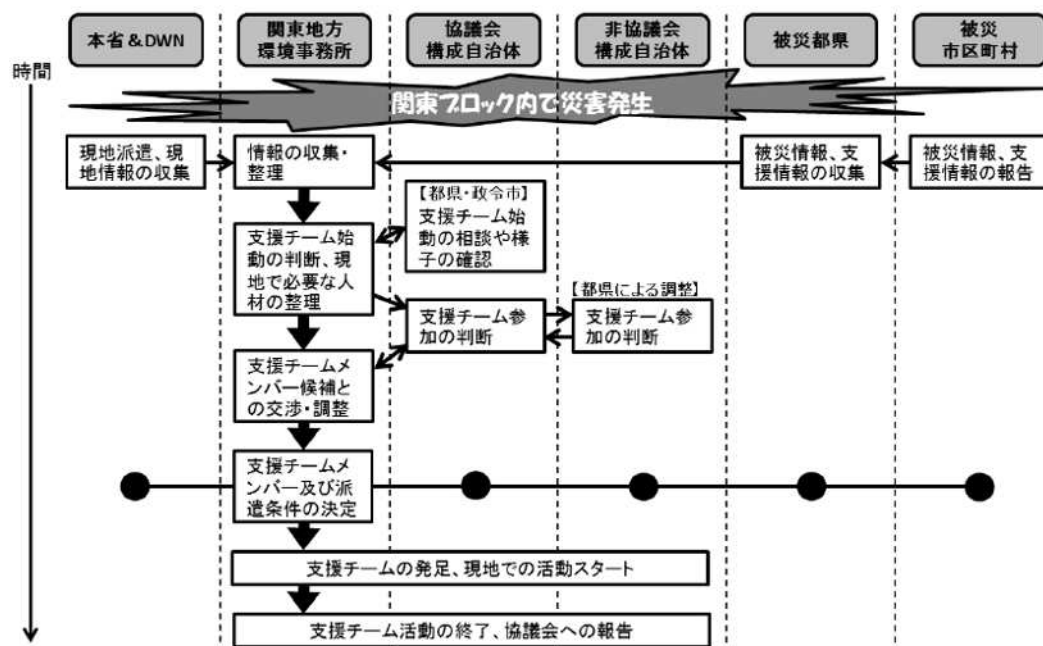 本省&DWN
関東地方
環境事務所
協議会
構成自治体
非協議会
構成自治体
被災都県
被災
市区町村
時間
関東ブロック内で災害発生
現地派遣、現
地情報の収集
情報の収集・
整理
被災情報、支
援情報の収集
被災情報、支
援情報の報告
【都県・政令市】
支援チーム始
動の相談や様
子の確認
支援チーム始
動の判断、現
地で必要な人
材の整理
【都県による調整】
支援チーム参
加の判断
支援チーム参
加の判断
支援チームメ
ンバー候補と
の交渉・調整
支援チームメ
ンバー及び派
遣条件の決定
支援チームの発足、現地での活動スタート
支援チーム活動の終了、協議会への報告